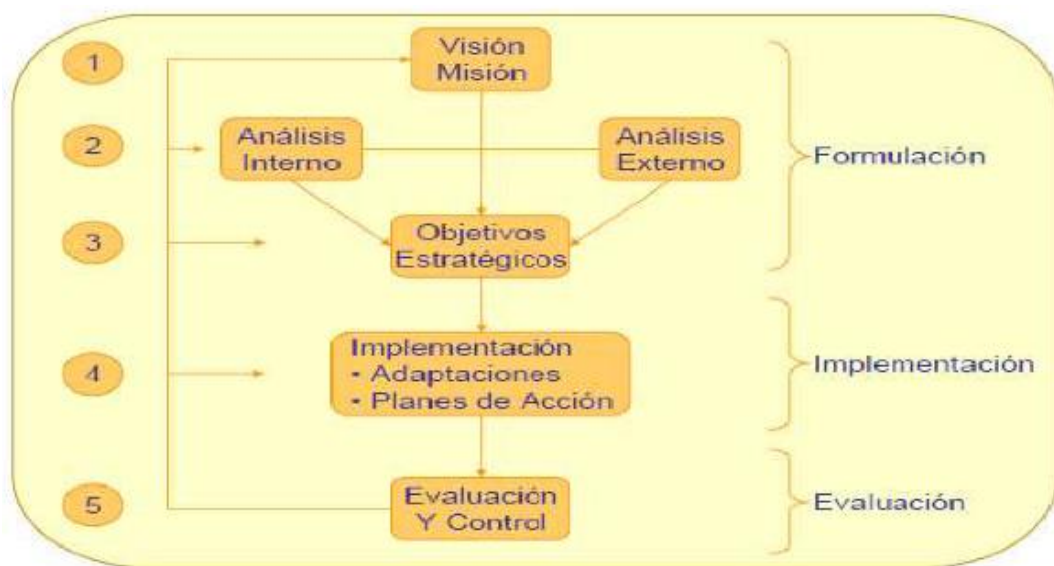 1
Visión
Misión
2
Análisis
Interno
Análisis
Externo
Formulación
3
Objetivos
Estratégicos
4
Implementación
• Adaptaciones
• Planes de Acción
Implementación
5
Evaluación
Y Control
Evaluación